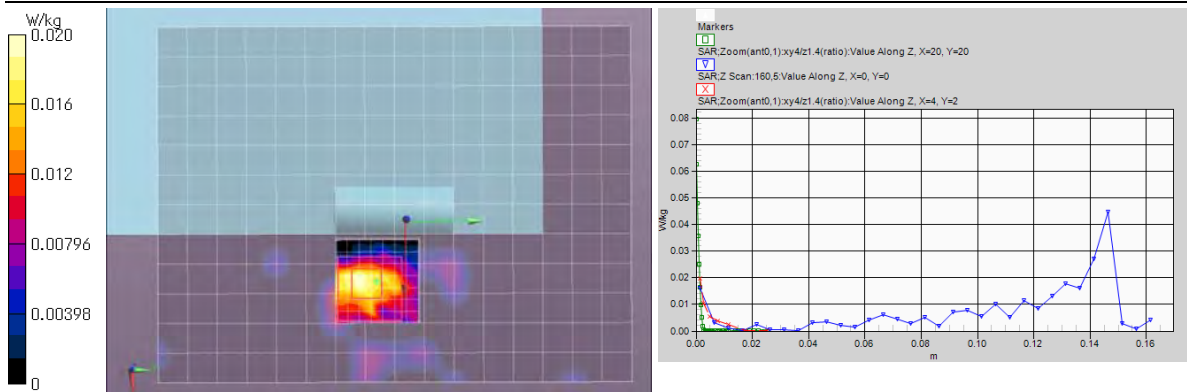 W/kg
0.020
0.016
0.012
0.00796
0.00398
0
Markers
SAR;Zoom(ant0,1):xy4/z1.4(ratio):Value Along Z, X=20, Y=20
SAR;Z Scan:160,5:Value Along Z, X=0, Y=0
SAR;Zoom(ant0,1):xy4/z1.4(ratio):Value Along Z, X=4, Y=2
0.08
0.07
0.06
0.05
0.04
0.03
0.02
0.01
0.00
W/kg
0.00 0.02 0.04 0.06 0.08 0.10 0.12 0.14 0.16
m